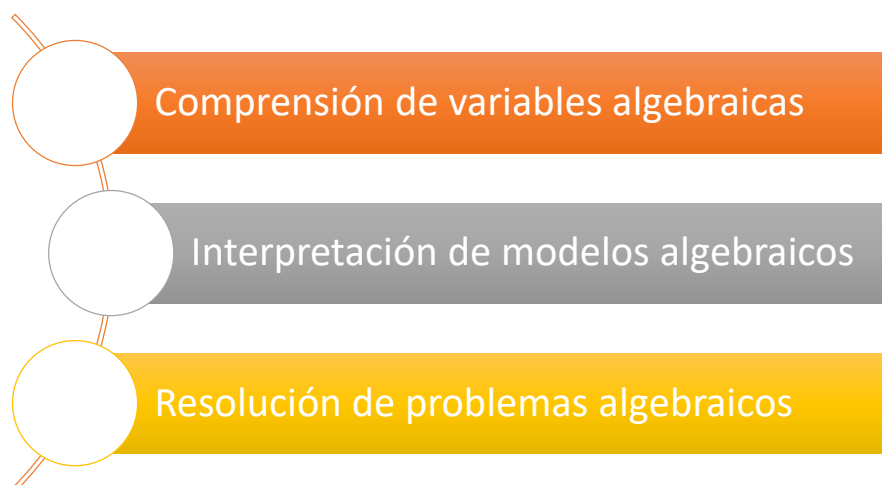 Comprensión de variables algebraicas
Interpretación de modelos algebraicos
Resolución de problemas algebraicos